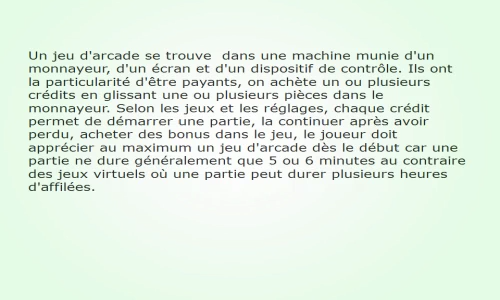 Un jeu d'arcade se trouve  dans une machine munie d'un
monnayeur, d'un écran et d'un dispositif de contrôle. Ils ont
la particularité d'être payants, on achète un ou plusieurs
crédits en glissant une ou plusieurs pièces dans le
monnayeur. Selon les jeux et les réglages, chaque crédit
permet de démarrer une partie, la continuer après avoir
perdu, acheter des bonus dans le jeu, le joueur doit
apprécier au maximum un jeu d'arcade dès le début car une
partie ne dure généralement que 5 ou 6 minutes au contraire
des jeux virtuels où une partie peut durer plusieurs heures
d'affilées.